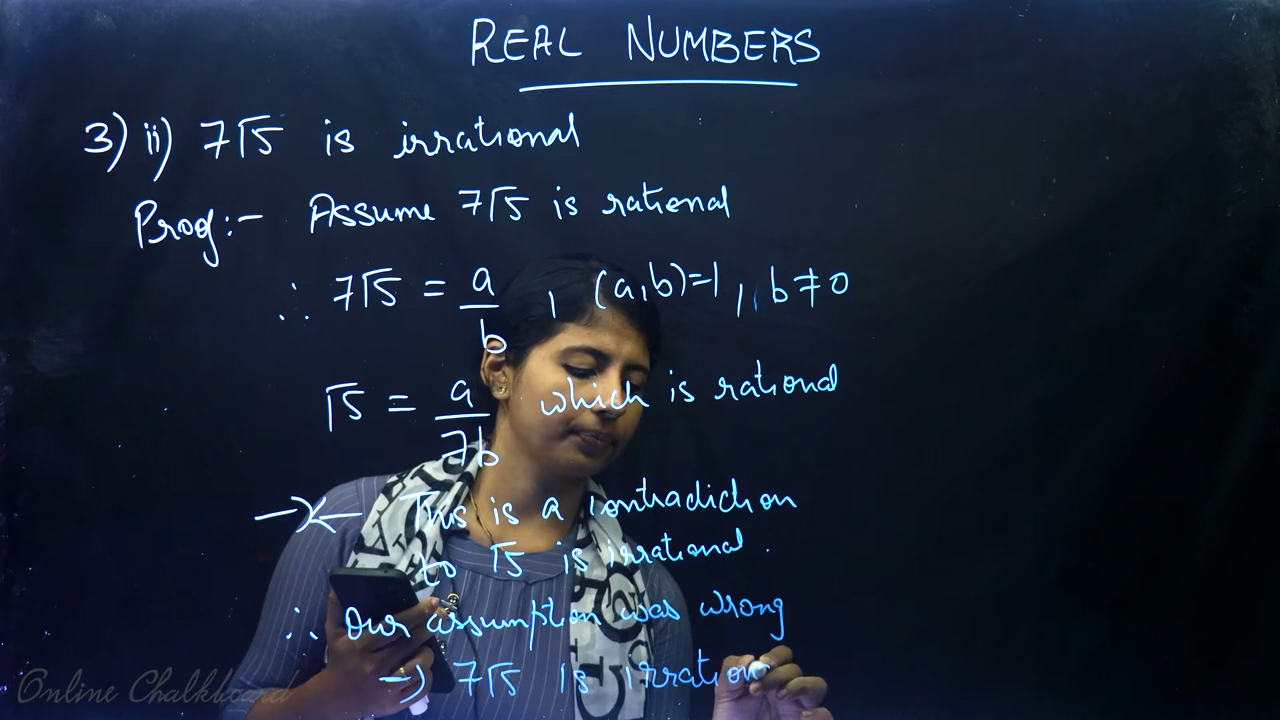 REAL NUMBERS
3) ii) 7√5 is irrational
Proof:- Assume 7√5 is rational
∴ 7√5 = a/b , (a,b)=1 , b≠0
√5 = a/7b which is rational
→← This is a contradiction
to √5 is irrational.
∴ Our assumption was wrong
⇒ 7√5 is irration
Online Chalkboard